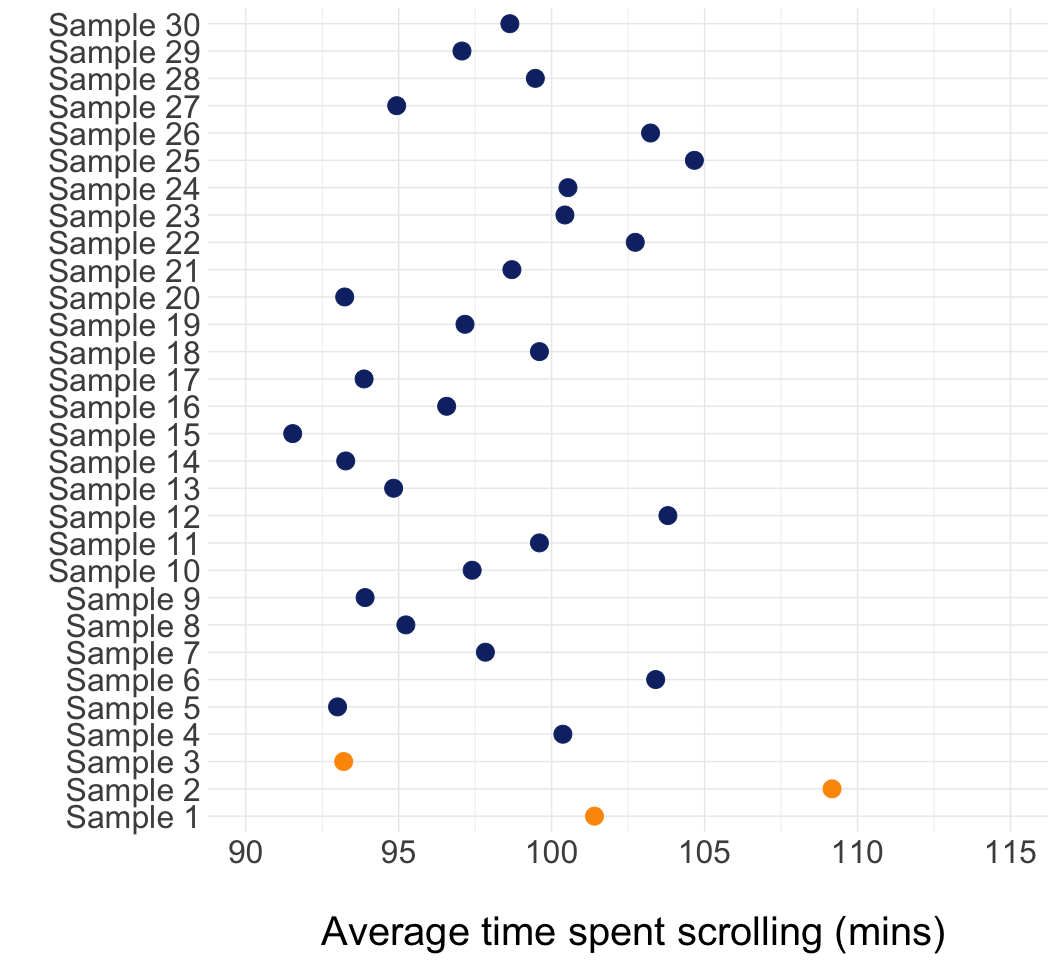 Sample 30
Sample 29
Sample 28
Sample 27
Sample 26
Sample 25
Sample 24
Sample 23
Sample 22
Sample 21
Sample 20
Sample 19
Sample 18
Sample 17
Sample 16
Sample 15
Sample 14
Sample 13
Sample 12
Sample 11
Sample 10
Sample 9
Sample 8
Sample 7
Sample 6
Sample 5
Sample 4
Sample 3
Sample 2
Sample 1
90 95 100 105 110 115
Average time spent scrolling (mins)